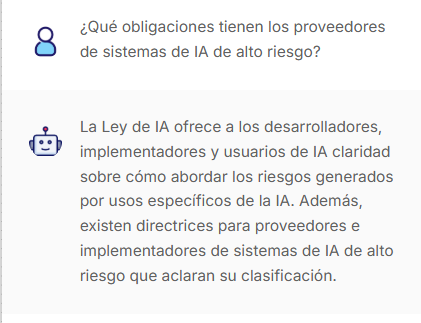 ¿Qué obligaciones tienen los proveedores
de sistemas de IA de alto riesgo?
La Ley de IA ofrece a los desarrolladores,
implementadores y usuarios de IA claridad
sobre cómo abordar los riesgos generados
por usos específicos de la IA. Además,
existen directrices para proveedores e
implementadores de sistemas de IA de alto
riesgo que aclaran su clasificación.